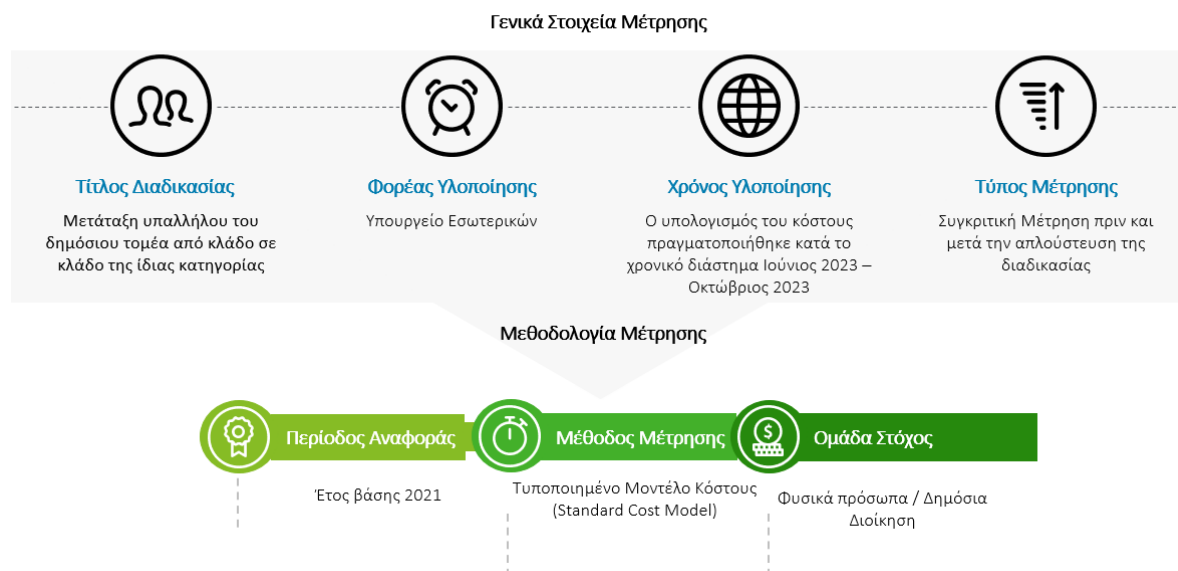 Γενικά Στοιχεία Μέτρησης
Τίτλος Διαδικασίας
Μετάταξη υπαλλήλου του
δημόσιου τομέα από κλάδο σε
κλάδο της ίδιας κατηγορίας
Φορέας Υλοποίησης
Υπουργείο Εσωτερικών
Χρόνος Υλοποίησης
Ο υπολογισμός του κόστους
πραγματοποιήθηκε κατά το
χρονικό διάστημα Ιούνιος 2023 –
Οκτώβριος 2023
Τύπος Μέτρησης
Συγκριτική Μέτρηση πριν και
μετά την απλούστευση της
διαδικασίας
Μεθοδολογία Μέτρησης
Περίοδος Αναφοράς
Έτος βάσης 2021
Μέθοδος Μέτρησης
Τυποποιημένο Μοντέλο Κόστους
(Standard Cost Model)
Ομάδα Στόχος
Φυσικά πρόσωπα / Δημόσια
Διοίκηση